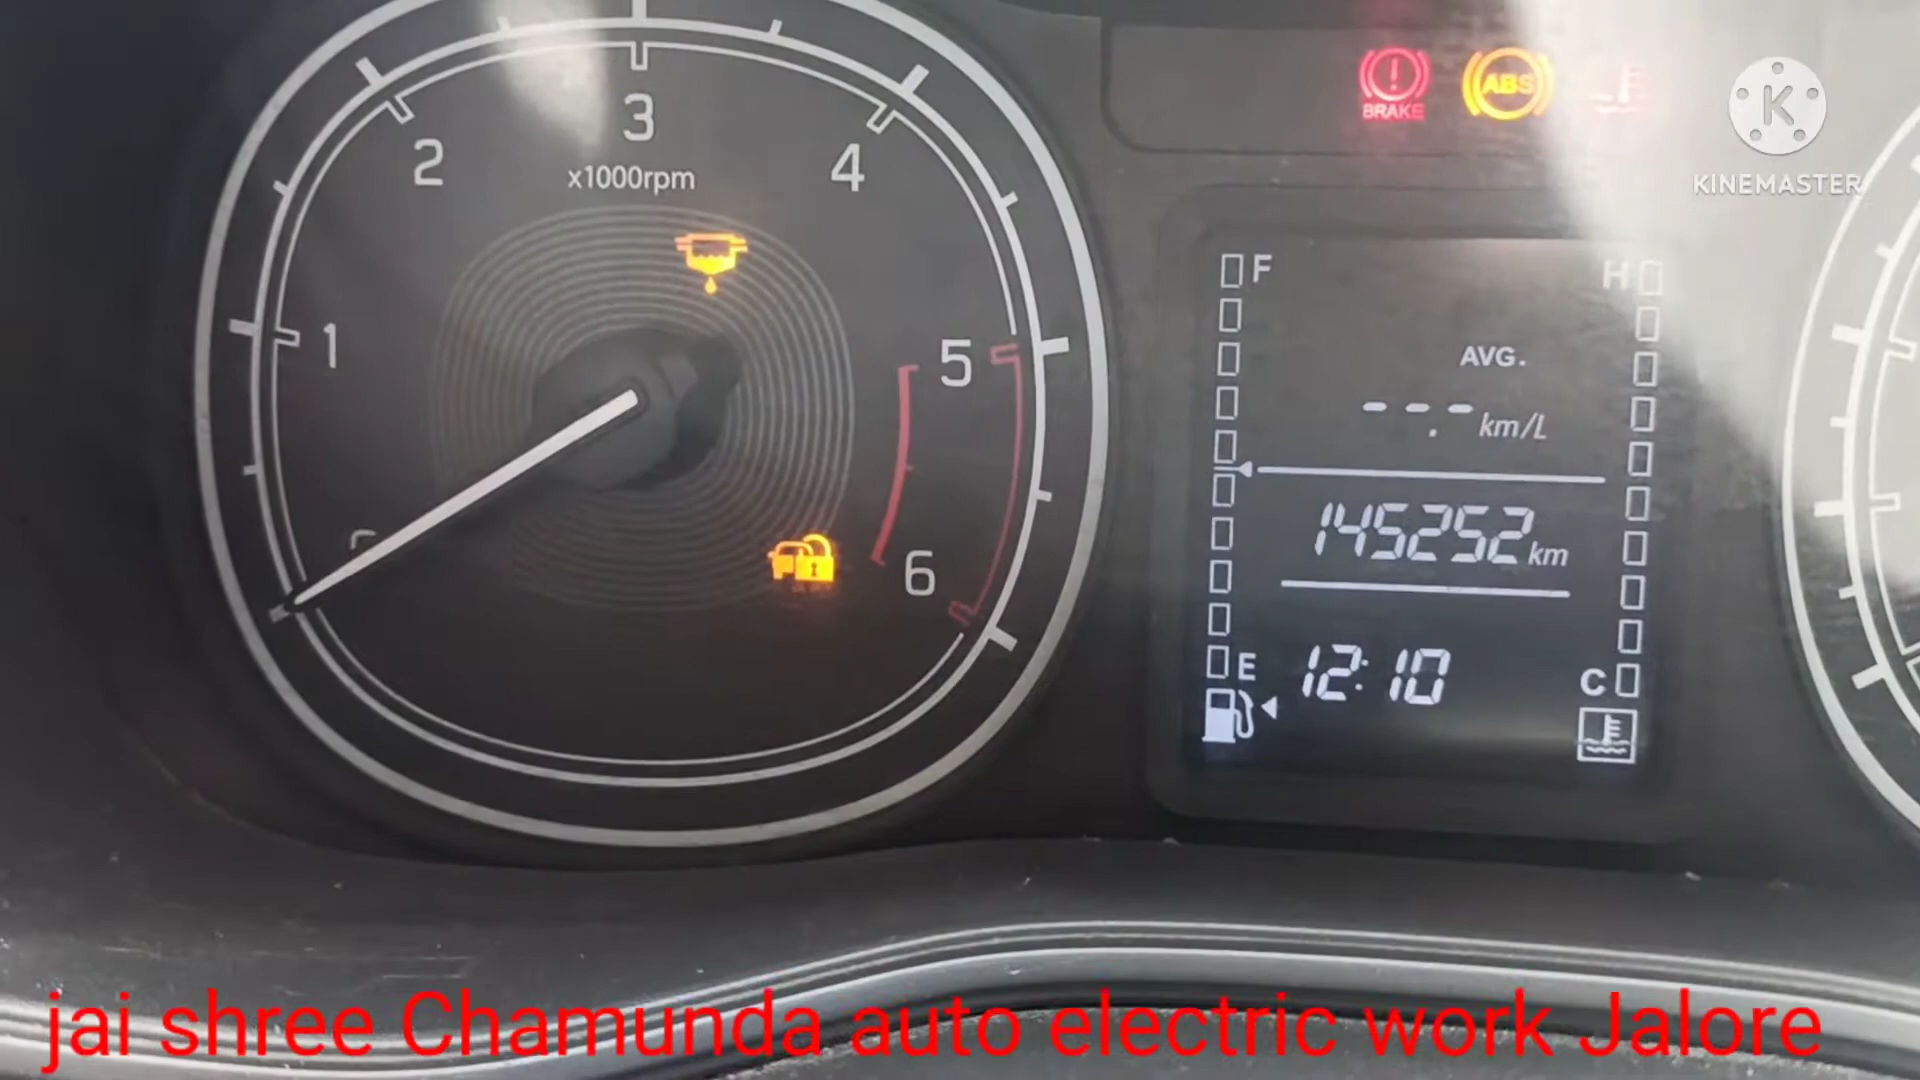 3
2
4
x1000rpm
1
5
6
BRAKE
ABS
K
KINEMASTER
F
H
AVG.
--.- km/L
145252 km
E
12:10
C
jai shree Chamunda auto electric work Jalore